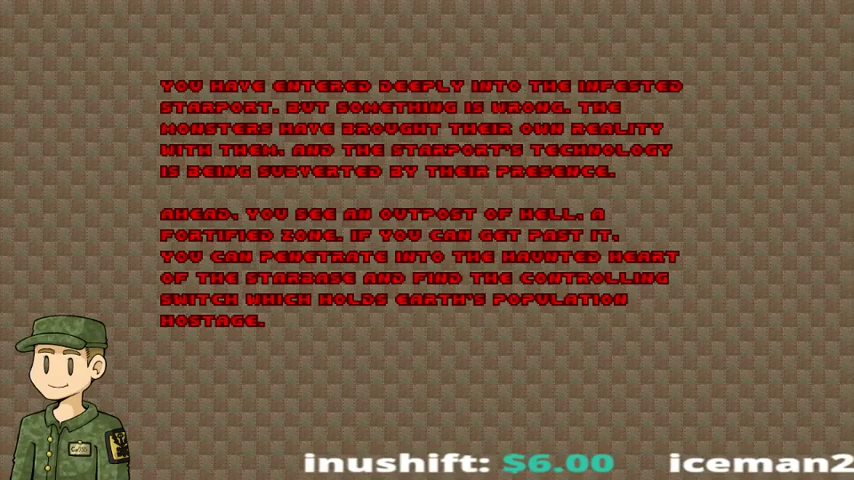 YOU HAVE ENTERED DEEPLY INTO THE INFESTED
STARPORT. BUT SOMETHING IS WRONG. THE
MONSTERS HAVE BROUGHT THEIR OWN REALITY
WITH THEM, AND THE STARPORT'S TECHNOLOGY
IS BEING SUBVERTED BY THEIR PRESENCE.
AHEAD, YOU SEE AN OUTPOST OF HELL, A
FORTIFIED ZONE. IF YOU CAN GET PAST IT,
YOU CAN PENETRATE INTO THE HAUNTED HEART
OF THE STARBASE AND FIND THE CONTROLLING
SWITCH WHICH HOLDS EARTH'S POPULATION
HOSTAGE.
inushift: $6.00 iceman2